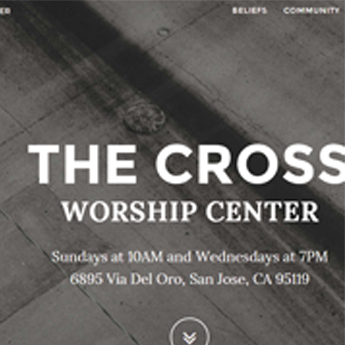 ER BELIEFS COMMUNITY
THE CROSS
WORSHIP CENTER
Sundays at 10AM and Wednesdays at 7PM
6895 Via Del Oro, San Jose, CA 95119